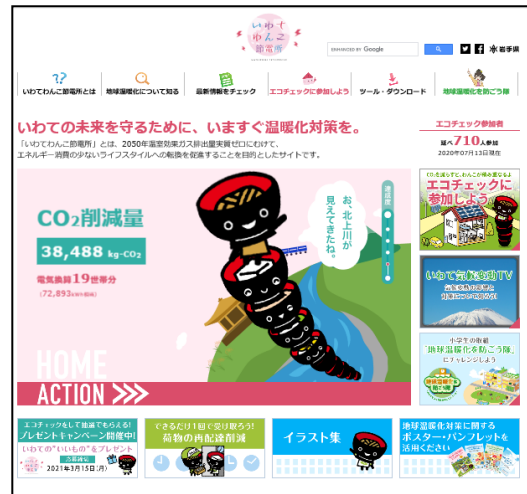 いわて
わんこ
節電所
ENHANCED BY Google
岩手県
いわてわんこ節電所とは
地球温暖化について知る
最新情報をチェック
エコチェックに参加しよう
ツール・ダウンロード
地球温暖化を防ごう隊
いわての未来を守るために、いますぐ温暖化対策を。
「いわてわんこ節電所」とは、2050年温室効果ガス排出量実質ゼロにむけて、
エネルギー消費の少ないライフスタイルへの転換を促進することを目的としたサイトです。
エコチェック参加者
延べ710人参加
2020年07月13日現在
CO2削減量
38,488 kg-CO2
電気換算19世帯分
お、北上川が
見えてきたね。
達成度
HOME
ACTION >>>
エコチェックに
参加しよう
いわて気候変動TV
小学生の取組
「地球温暖化を防ごう隊」
にチャレンジしよう
エコチェックをして抽選でもらえる!
プレゼントキャンペーン開催中!
いわての"いいもの"をプレゼント
2021年3月15日(月)
できるだけ1回で受け取ろう!
荷物の再配達削減
イラスト集
地球温暖化対策に関する
ポスター・パンフレットを
活用ください